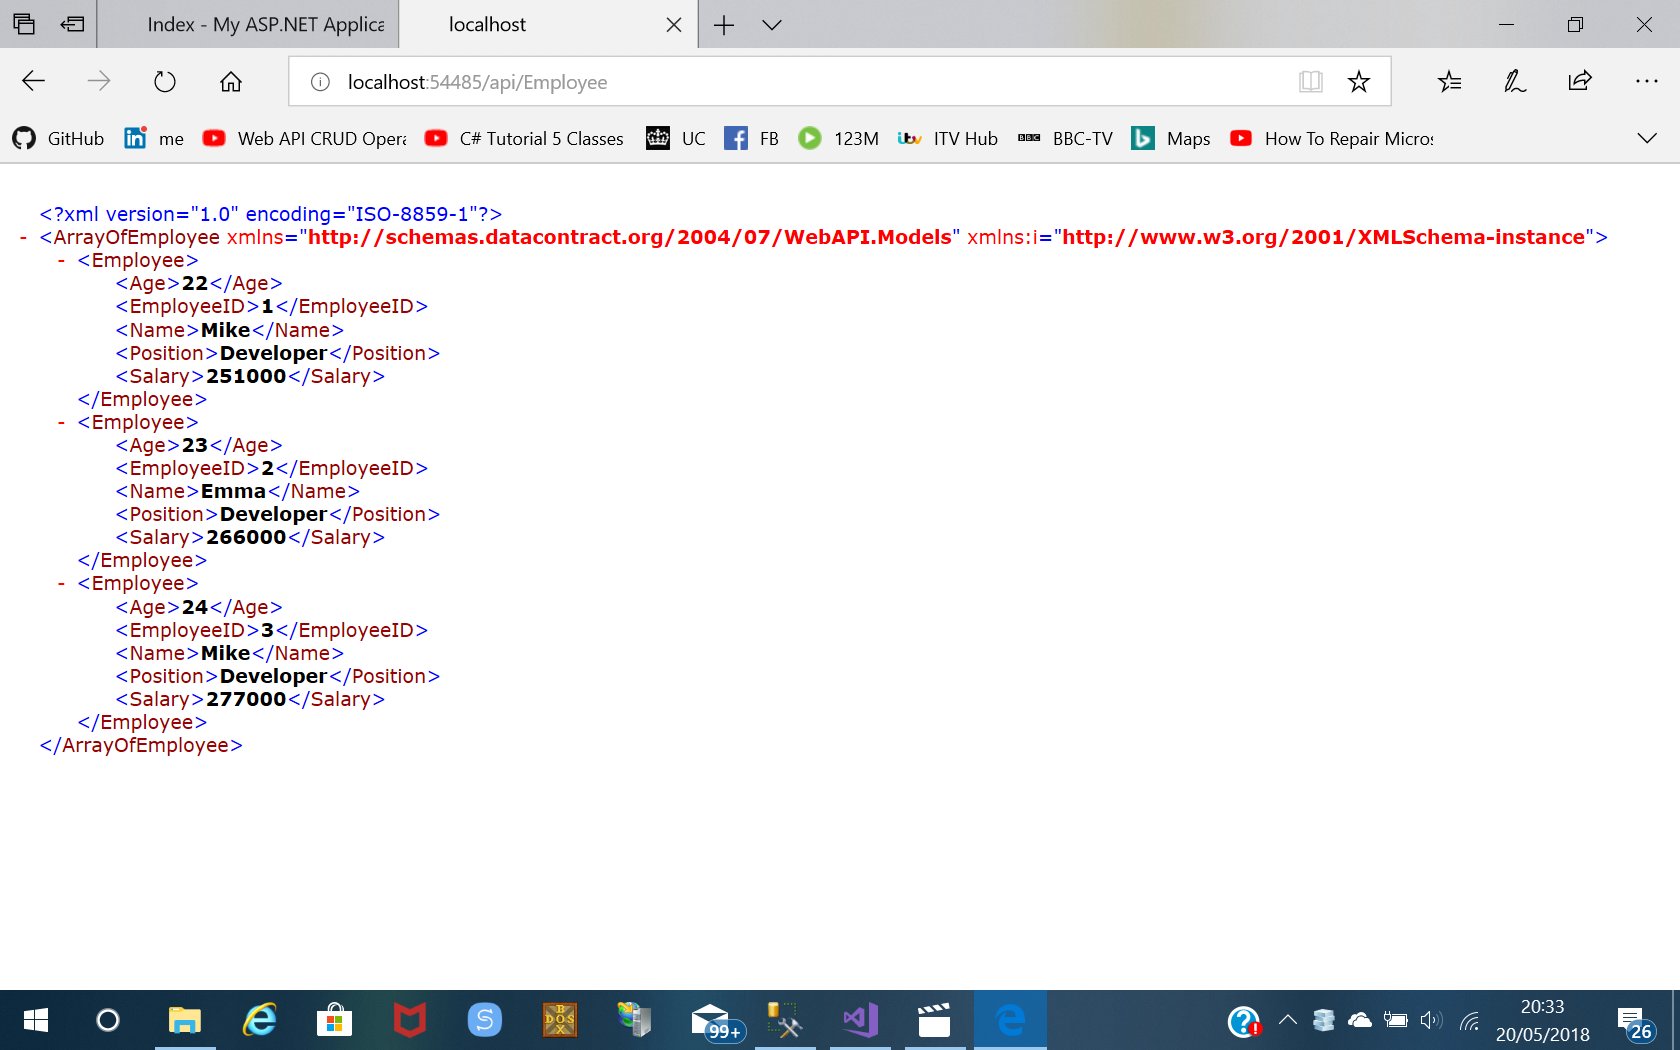 Index - My ASP.NET Applica
localhost
localhost:54485/api/Employee
GitHub me Web API CRUD Opera C# Tutorial 5 Classes UC FB 123M itv ITV Hub BBC BBC-TV Maps How To Repair Micros
<?xml version="1.0" encoding="ISO-8859-1"?>
- <ArrayOfEmployee xmlns="http://schemas.datacontract.org/2004/07/WebAPI.Models" xmlns:i="http://www.w3.org/2001/XMLSchema-instance">
- <Employee>
<Age>22</Age>
<EmployeeID>1</EmployeeID>
<Name>Mike</Name>
<Position>Developer</Position>
<Salary>251000</Salary>
</Employee>
- <Employee>
<Age>23</Age>
<EmployeeID>2</EmployeeID>
<Name>Emma</Name>
<Position>Developer</Position>
<Salary>266000</Salary>
</Employee>
- <Employee>
<Age>24</Age>
<EmployeeID>3</EmployeeID>
<Name>Mike</Name>
<Position>Developer</Position>
<Salary>277000</Salary>
</Employee>
</ArrayOfEmployee>
99+
20:33
20/05/2018
26